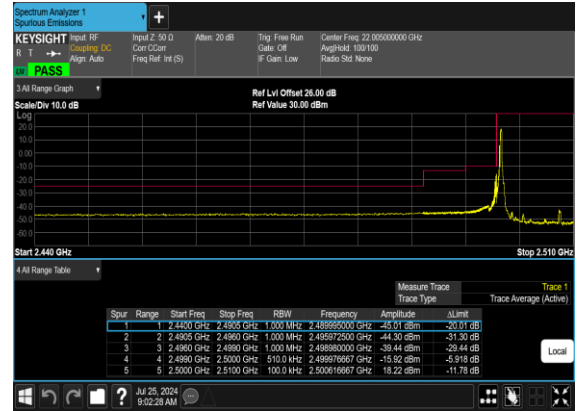 Spectrum Analyzer 1
Spurious Emissions
+
KEYSIGHT Input: RF Input Z: 50 Ω Atten: 20 dB Trig: Free Run Center Freq: 22.005000000 GHz
R T Coupling: DC Corr CCorr Gate: Off Avg|Hold: 100/100
Align: Auto Freq Ref: Int (S) IF Gain: Low Radio Std: None
PASS
3 All Range Graph
Ref Lvl Offset 26.00 dB
Scale/Div 10.0 dB Ref Value 30.00 dBm
Log
20.0
10.0
0.00
-10.0
-20.0
-30.0
-40.0
-50.0
-60.0
Start 2.440 GHz Stop 2.510 GHz
4 All Range Table
Measure Trace Trace 1
Trace Type Trace Average (Active)
Spur Range Start Freq Stop Freq RBW Frequency Amplitude ΔLimit
1 1 2.4400 GHz 2.4905 GHz 1.000 MHz 2.489995000 GHz -45.01 dBm -20.01 dB
2 2 2.4905 GHz 2.4960 GHz 1.000 MHz 2.495972500 GHz -44.30 dBm -31.30 dB
3 3 2.4960 GHz 2.4990 GHz 1.000 MHz 2.498980000 GHz -39.44 dBm -29.44 dB
4 4 2.4990 GHz 2.5000 GHz 510.0 kHz 2.499976667 GHz -15.92 dBm -5.918 dB
5 5 2.5000 GHz 2.5100 GHz 100.0 kHz 2.500616667 GHz 18.22 dBm -11.78 dB
Local
? Jul 25, 2024
9:02:28 AM